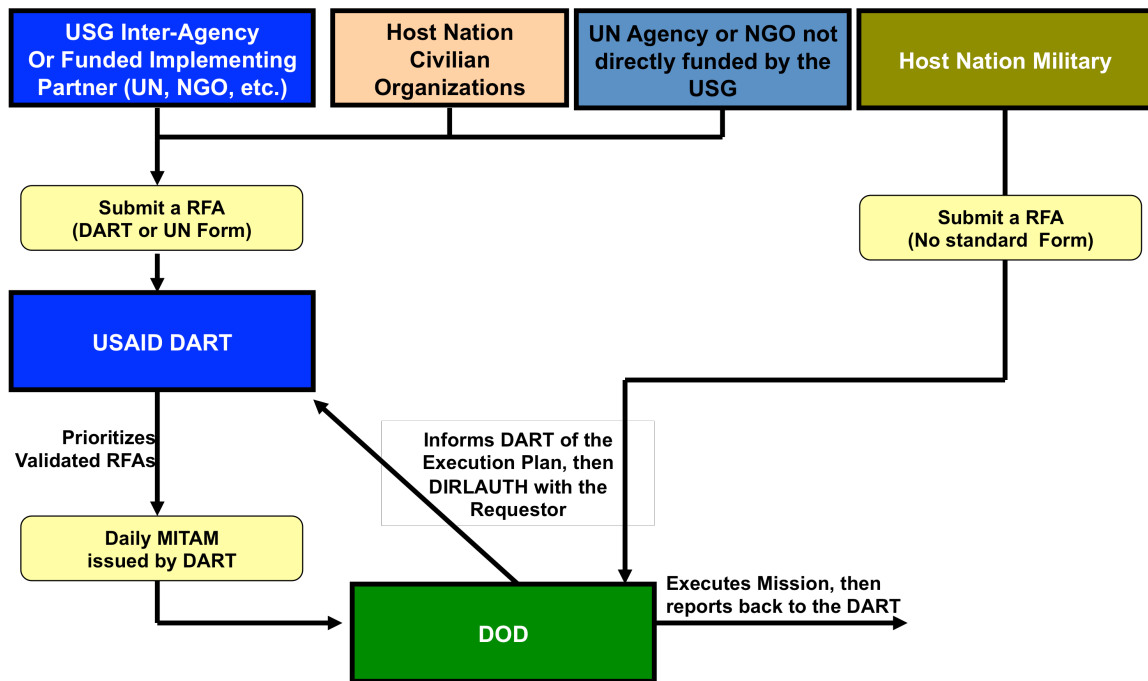 USG Inter-Agency
Or Funded Implementing
Partner (UN, NGO, etc.)
Host Nation
Civilian
Organizations
UN Agency or NGO not
directly funded by the
USG
Host Nation Military
Submit a RFA
(DART or UN Form)
Submit a RFA
(No standard  Form)
USAID DART
Prioritizes
Validated RFAs
Informs DART of the
Execution Plan, then
DIRLAUTH with the
Requestor
Daily MITAM
issued by DART
DOD
Executes Mission, then
reports back to the DART